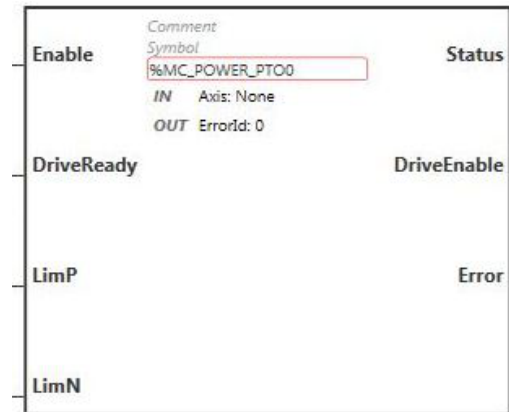 Comment
Symbol
Enable
Status
%MC_POWER_PTO0
IN Axis: None
OUT ErrorId: 0
DriveReady
DriveEnable
LimP
Error
LimN